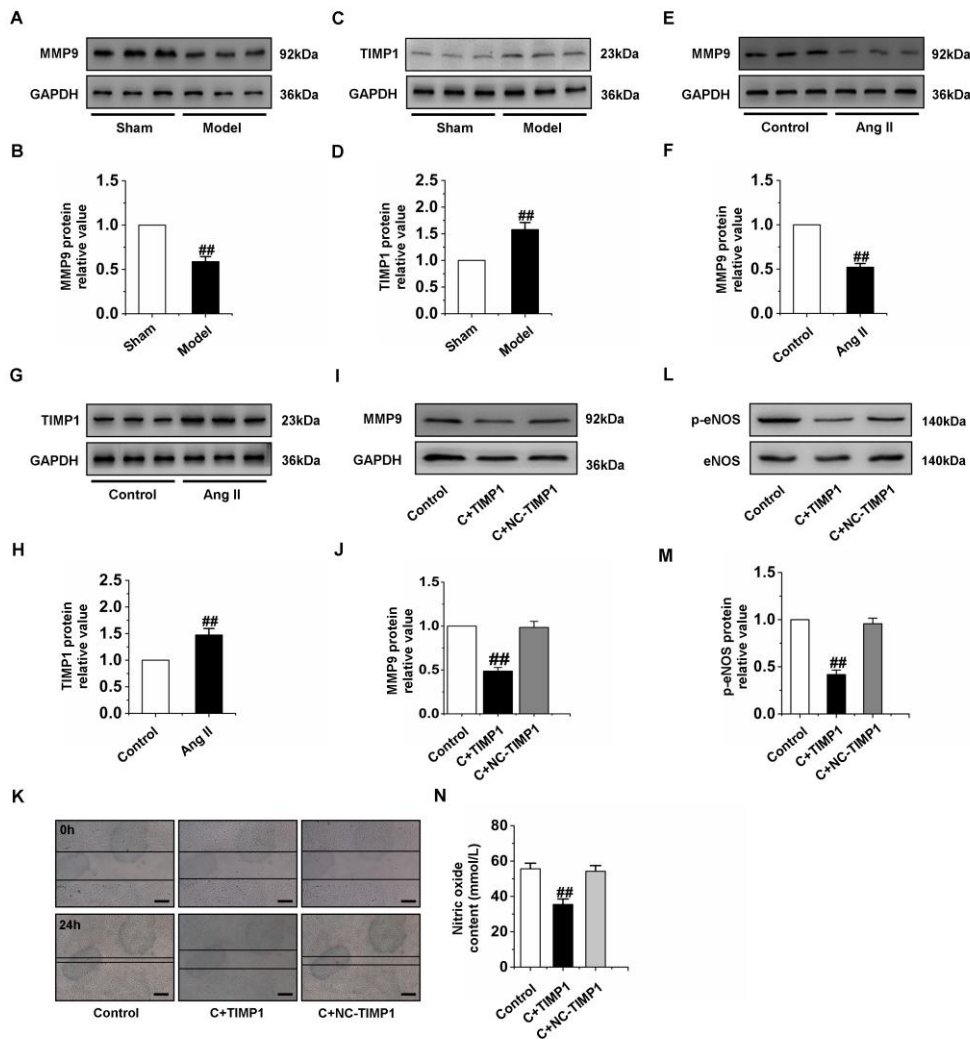 A
MMP9 92kDa
GAPDH 36kDa
Sham Model
C
TIMP1 23kDa
GAPDH 36kDa
Sham Model
E
MMP9 92kDa
GAPDH 36kDa
Control Ang II
B
MMP9 protein
relative value
1.5
1.0
0.5
0.0
##
Sham Model
D
TIMP1 protein
relative value
2.5
2.0
1.5
1.0
0.5
0.0
##
Sham Model
F
MMP9 protein
relative value
1.5
1.0
0.5
0.0
##
Control Ang II
G
TIMP1 23kDa
GAPDH 36kDa
Control Ang II
I
MMP9 92kDa
GAPDH 36kDa
Control C+TIMP1 C+NC-TIMP1
L
p-eNOS 140kDa
eNOS 140kDa
Control C+TIMP1 C+NC-TIMP1
H
TIMP1 protein
relative value
2.5
2.0
1.5
1.0
0.5
0.0
##
Control Ang II
J
MMP9 protein
relative value
1.5
1.0
0.5
0.0
##
Control C+TIMP1 C+NC-TIMP1
M
p-eNOS protein
relative value
1.5
1.0
0.5
0.0
##
Control C+TIMP1 C+NC-TIMP1
K
0h
24h
Control C+TIMP1 C+NC-TIMP1
N
Nitric oxide
content (mmol/L)
80
60
40
20
0
##
Control C+TIMP1 C+NC-TIMP1